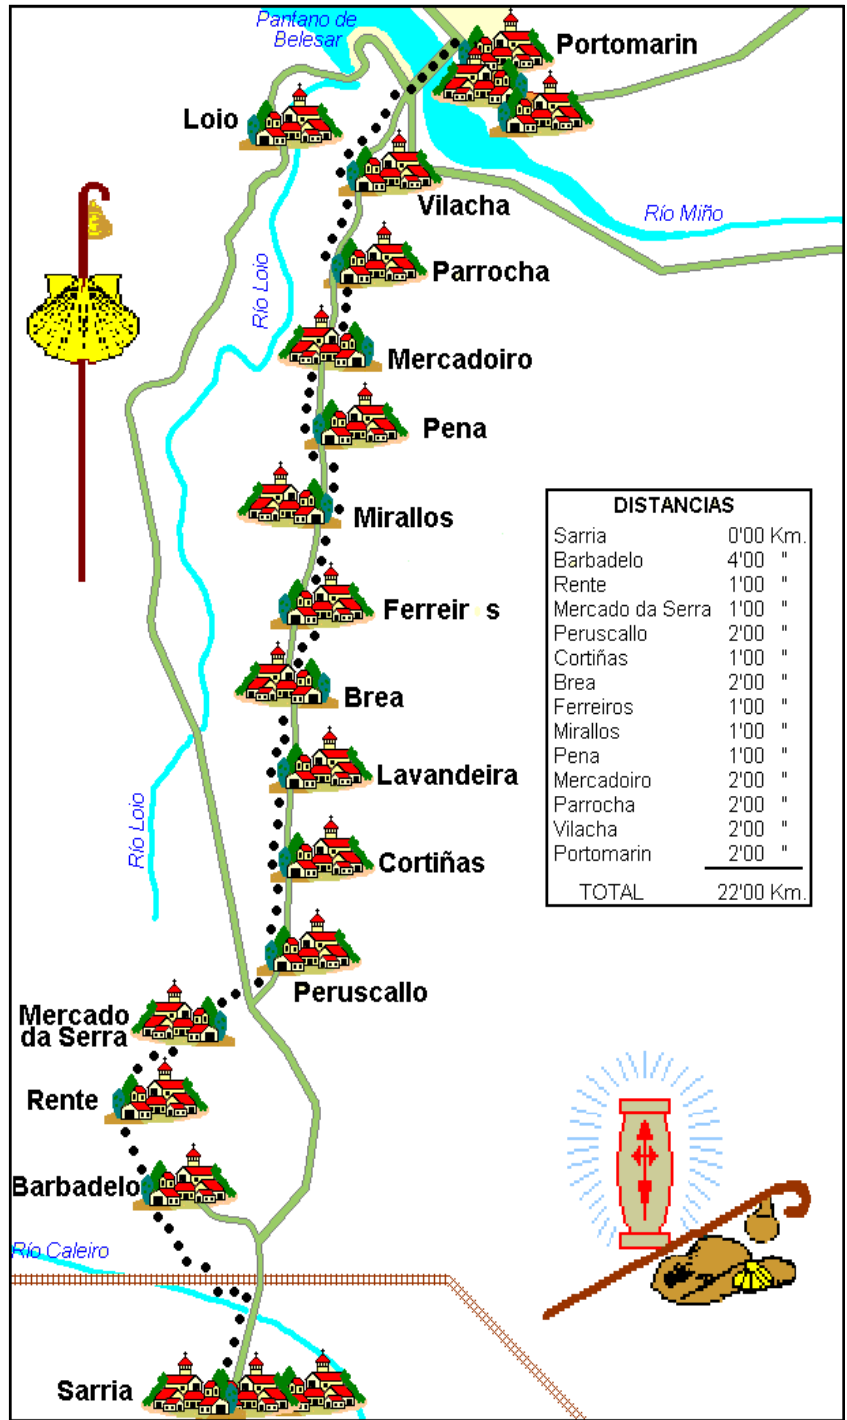 Pantano de
Belesar
Portomarin
Loio
Vilacha
Río Miño
Parrocha
Río Loio
Mercadoiro
Pena
Mirallos
Ferreir s
Brea
Lavandeira
Río Loio
Cortiñas
Peruscallo
Mercado
da Serra
Rente
Barbadelo
Río Caleiro
Sarria
DISTANCIAS
Sarria 0'00 Km.
Barbadelo 4'00 "
Rente 1'00 "
Mercado da Serra 1'00 "
Peruscallo 2'00 "
Cortiñas 1'00 "
Brea 2'00 "
Ferreiros 1'00 "
Mirallos 1'00 "
Pena 1'00 "
Mercadoiro 2'00 "
Parrocha 2'00 "
Vilacha 2'00 "
Portomarin 2'00 "
TOTAL 22'00 Km.